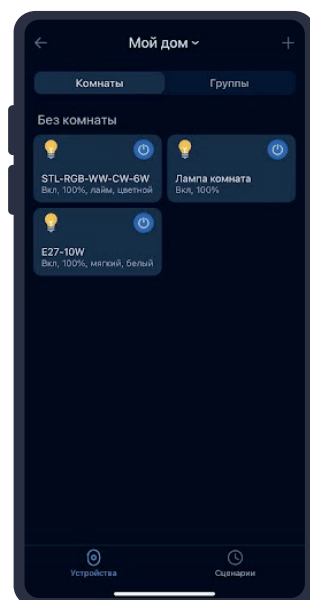 Мой дом
Комнаты Группы
Без комнаты
STL-RGB-WW-CW-6W
Вкл, 100%, лайм, цветной
Лампа комната
Вкл, 100%
E27-10W
Вкл, 100%, мягкий, белый
Устройства Сценарии